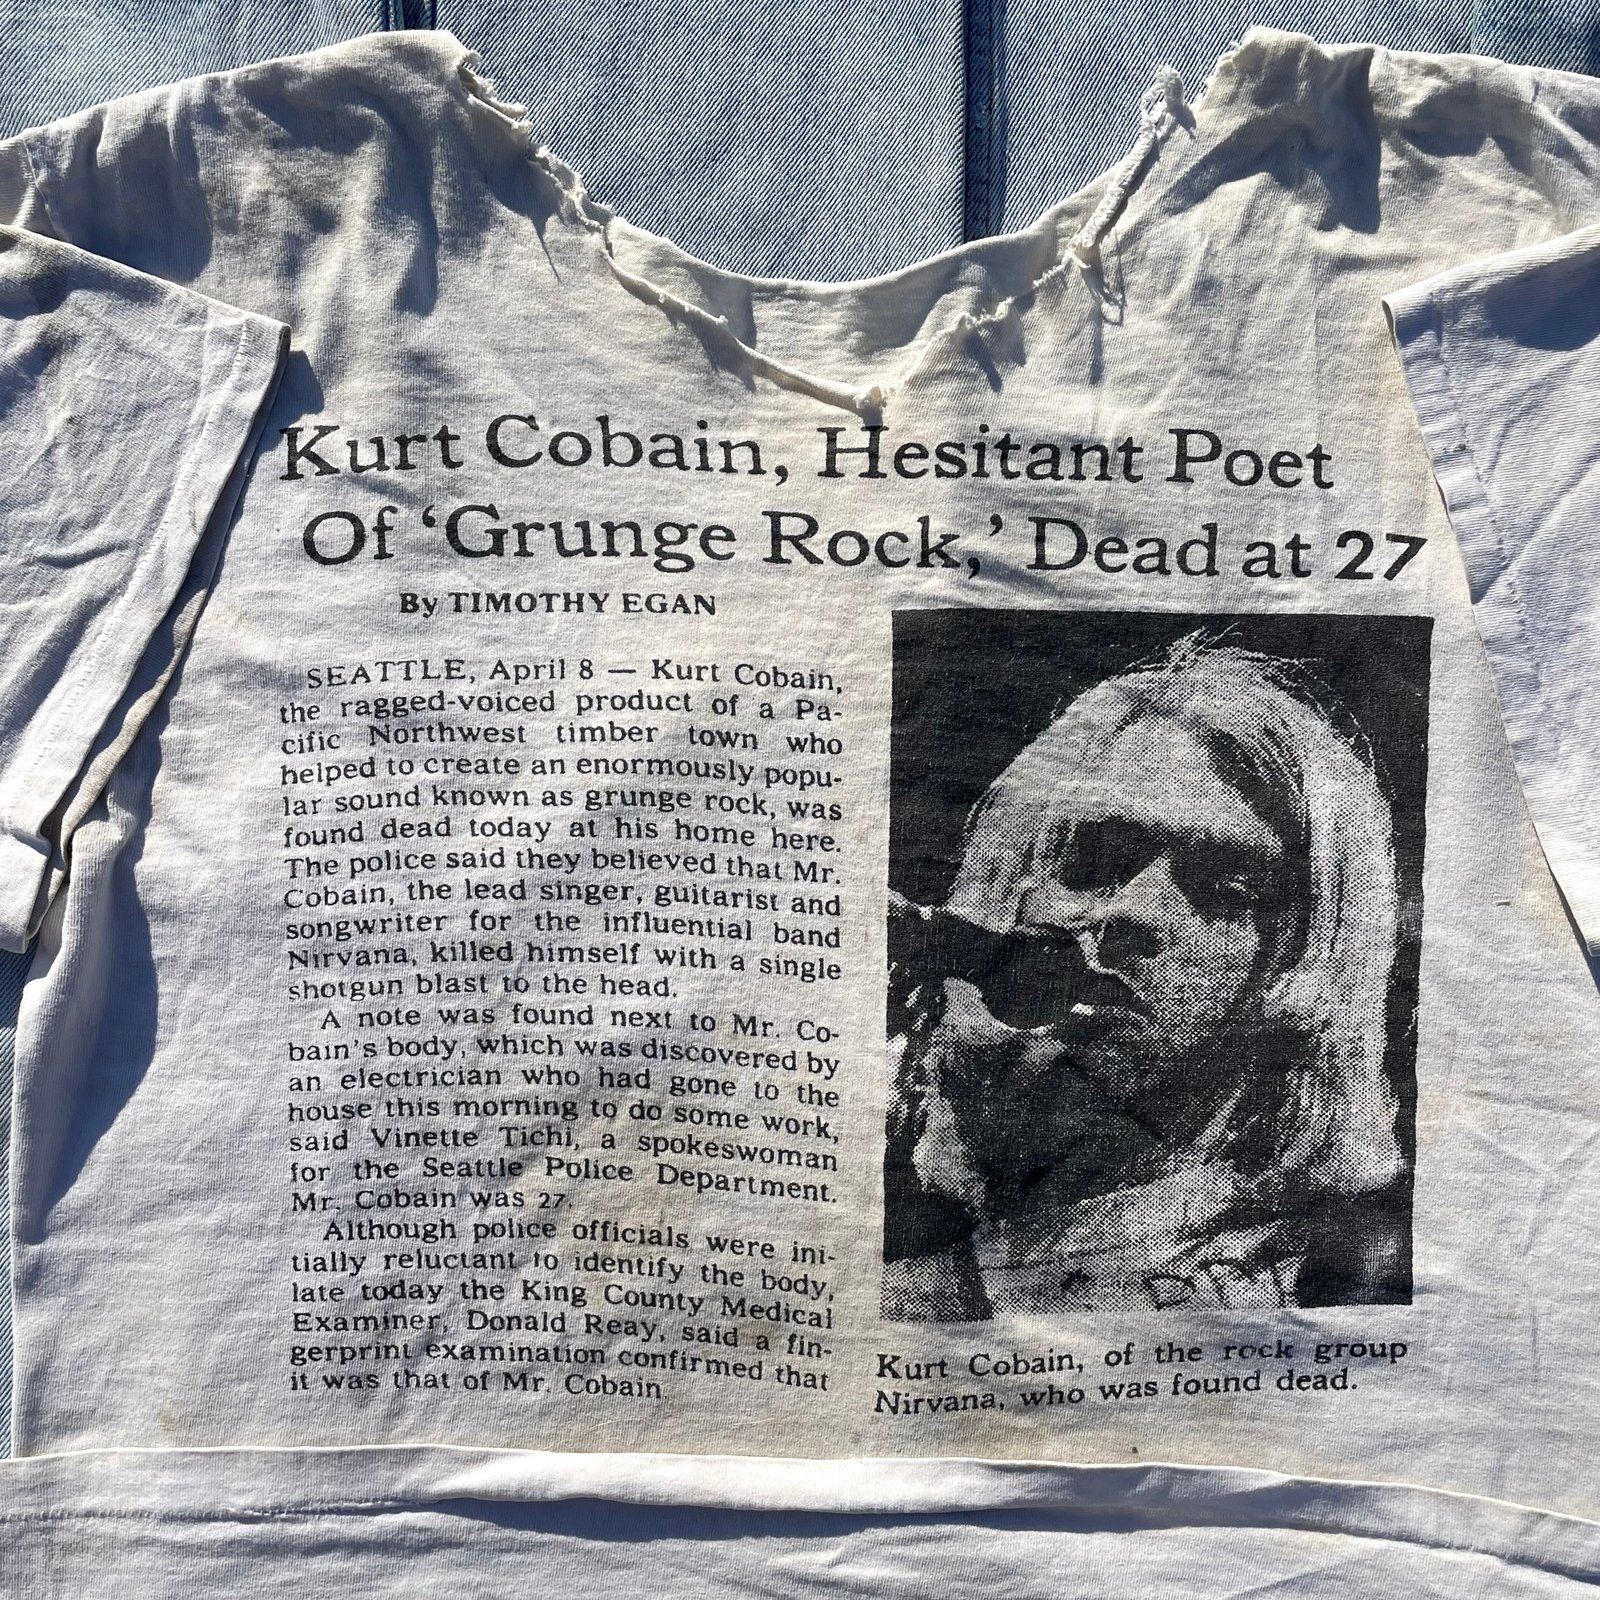 Kurt Cobain, Hesitant Poet
Of ‘Grunge Rock,’ Dead at 27
By TIMOTHY EGAN
SEATTLE, April 8 — Kurt Cobain,
the ragged-voiced product of a Pa-
cific Northwest timber town who
helped to create an enormously popu-
lar sound known as grunge rock, was
found dead today at his home here.
The police said they believed that Mr.
Cobain, the lead singer, guitarist and
songwriter for the influential band
Nirvana, killed himself with a single
shotgun blast to the head.
A note was found next to Mr. Co-
bain's body, which was discovered by
an electrician who had gone to the
house this morning to do some work,
said Vinette Tichi, a spokeswoman
for the Seattle Police Department.
Mr. Cobain was 27.
Although police officials were ini-
tially reluctant to identify the body,
late today the King County Medical
Examiner, Donald Reay, said a fin-
gerprint examination confirmed that
it was that of Mr. Cobain
Kurt Cobain, of the rock group
Nirvana, who was found dead.